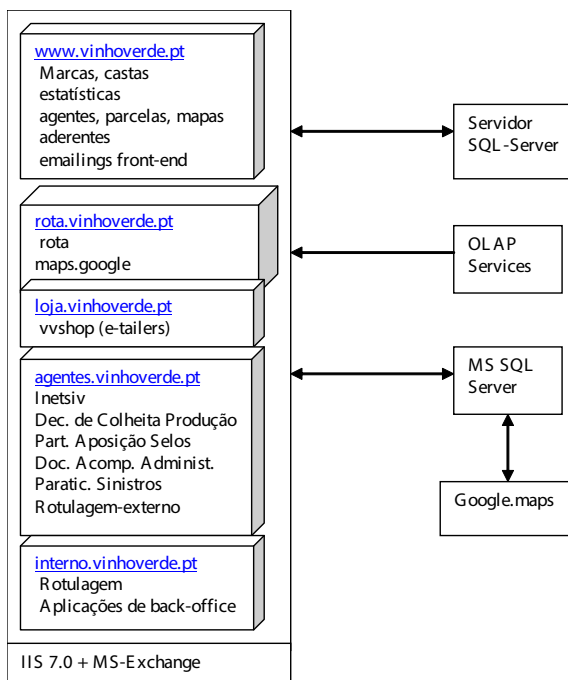 www.vinhoverde.pt
Marcas, castas
estatísticas
agentes, parcelas, mapas
aderentes
emailings front-end
rota.vinhoverde.pt
rota
maps.google
loja.vinhoverde.pt
vvshop (e-tailers)
agentes.vinhoverde.pt
Inetsiv
Dec. de Colheita Produção
Part. Aposição Selos
Doc. Acomp. Administ.
Paratic. Sinistros
Rotulagem-externo
interno.vinhoverde.pt
Rotulagem
Aplicações de back-office
IIS 7.0 + MS-Exchange
Servidor
SQL-Server
OLAP
Services
MS SQL
Server
Google.maps